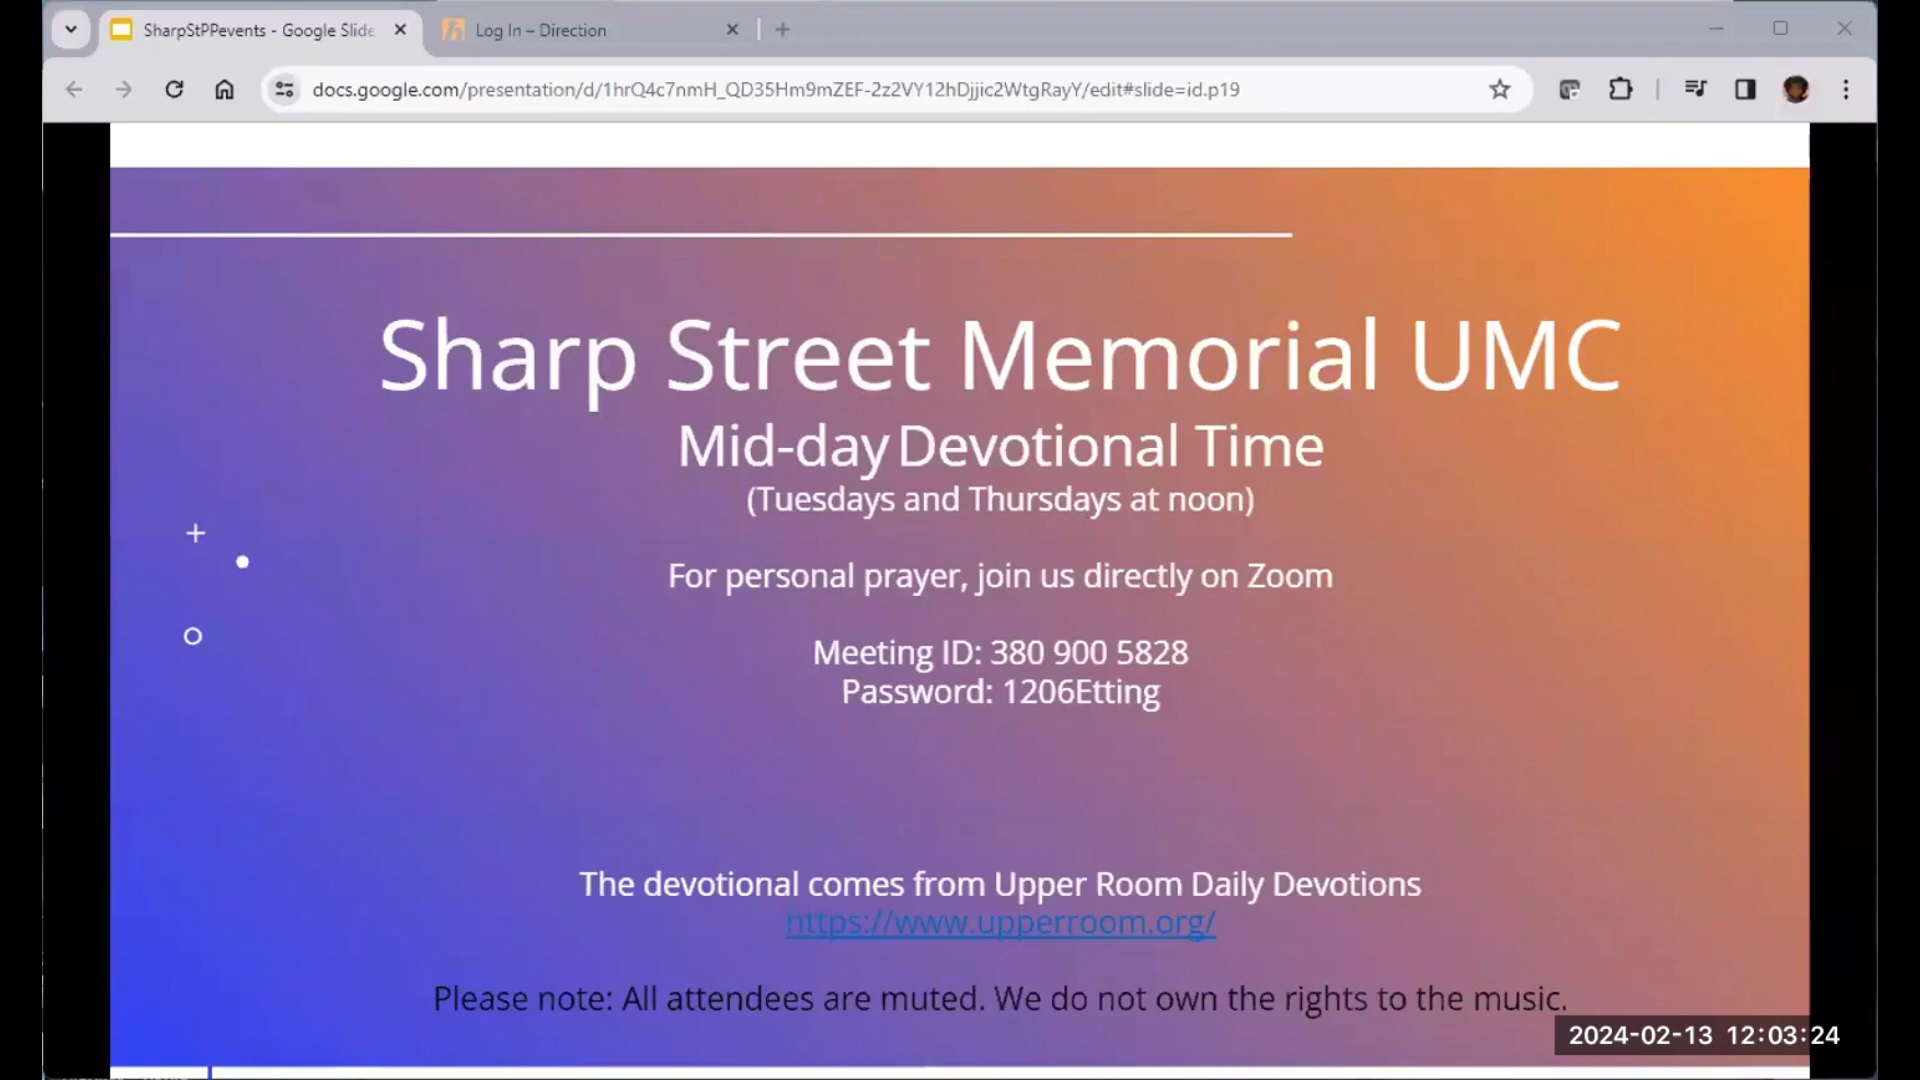 SharpStPPevents - Google Slide
Log In – Direction
docs.google.com/presentation/d/1hrQ4c7nmH_QD35Hm9mZEF-2z2VY12hDjjic2WtgRayY/edit#slide=id.p19
Sharp Street Memorial UMC
Mid-day Devotional Time
(Tuesdays and Thursdays at noon)
For personal prayer, join us directly on Zoom
Meeting ID: 380 900 5828
Password: 1206Etting
The devotional comes from Upper Room Daily Devotions
https://www.upperroom.org/
Please note: All attendees are muted. We do not own the rights to the music.
2024-02-13 12:03:24